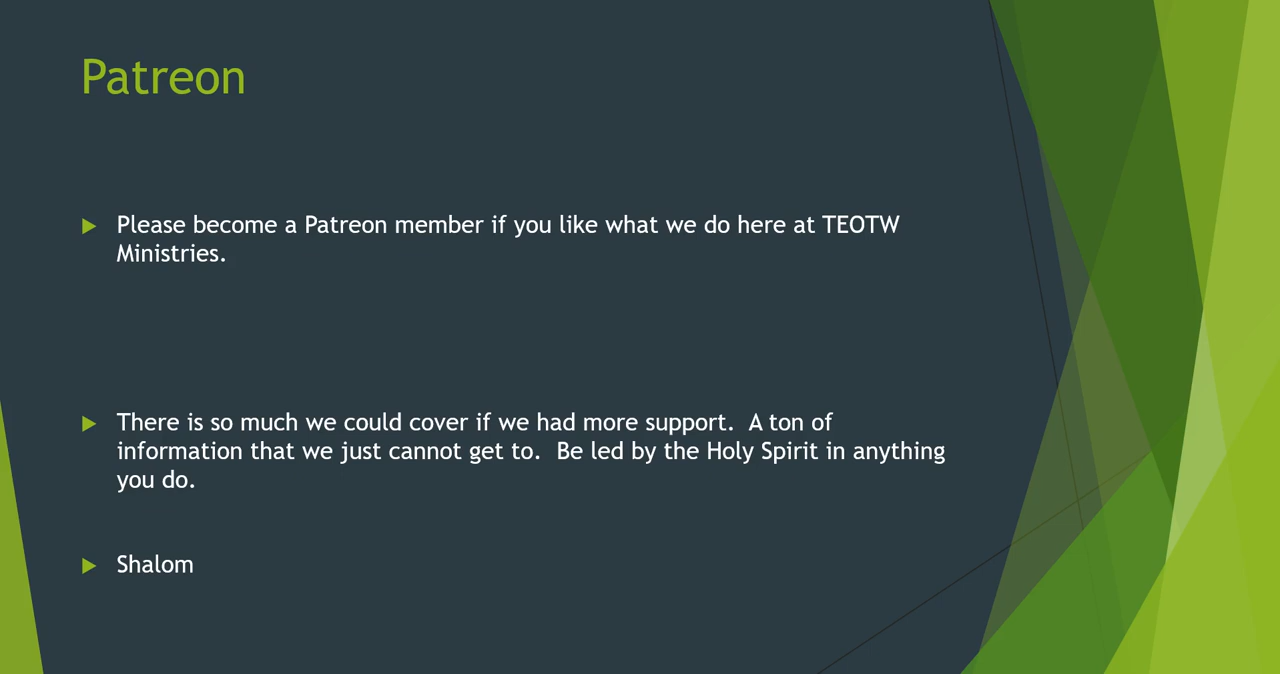 Patreon
Please become a Patreon member if you like what we do here at TEOTW
Ministries.
There is so much we could cover if we had more support.  A ton of
information that we just cannot get to.  Be led by the Holy Spirit in anything
you do.
Shalom